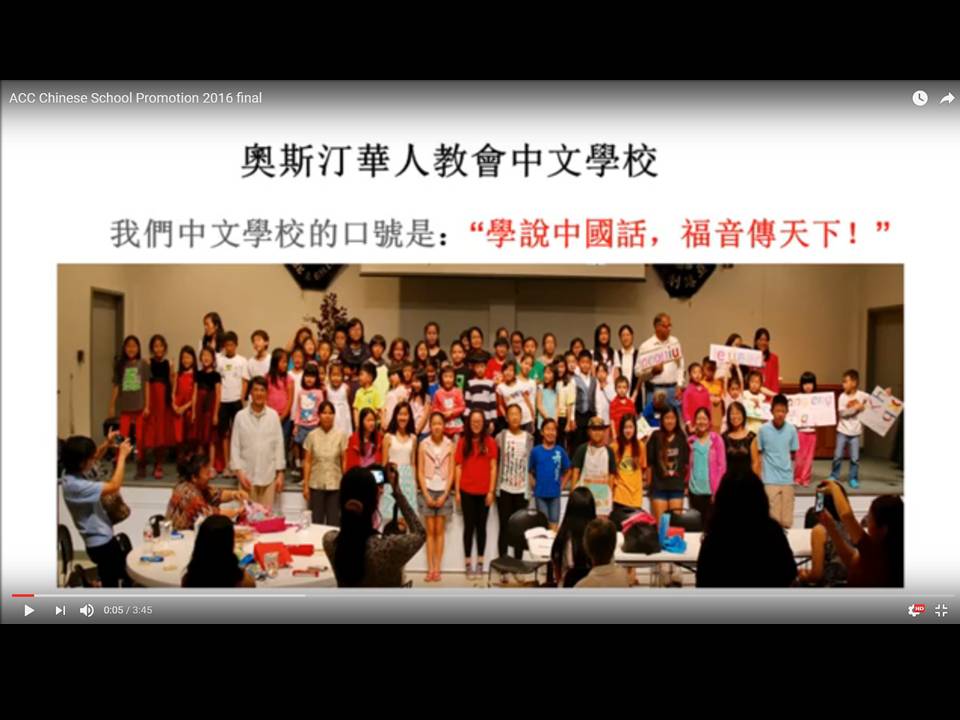 ACC Chinese School Promotion 2016 final
奧斯汀華人教會中文學校
我們中文學校的口號是：“學說中國話，福音傳天下！”
0:05 / 3:45
HD